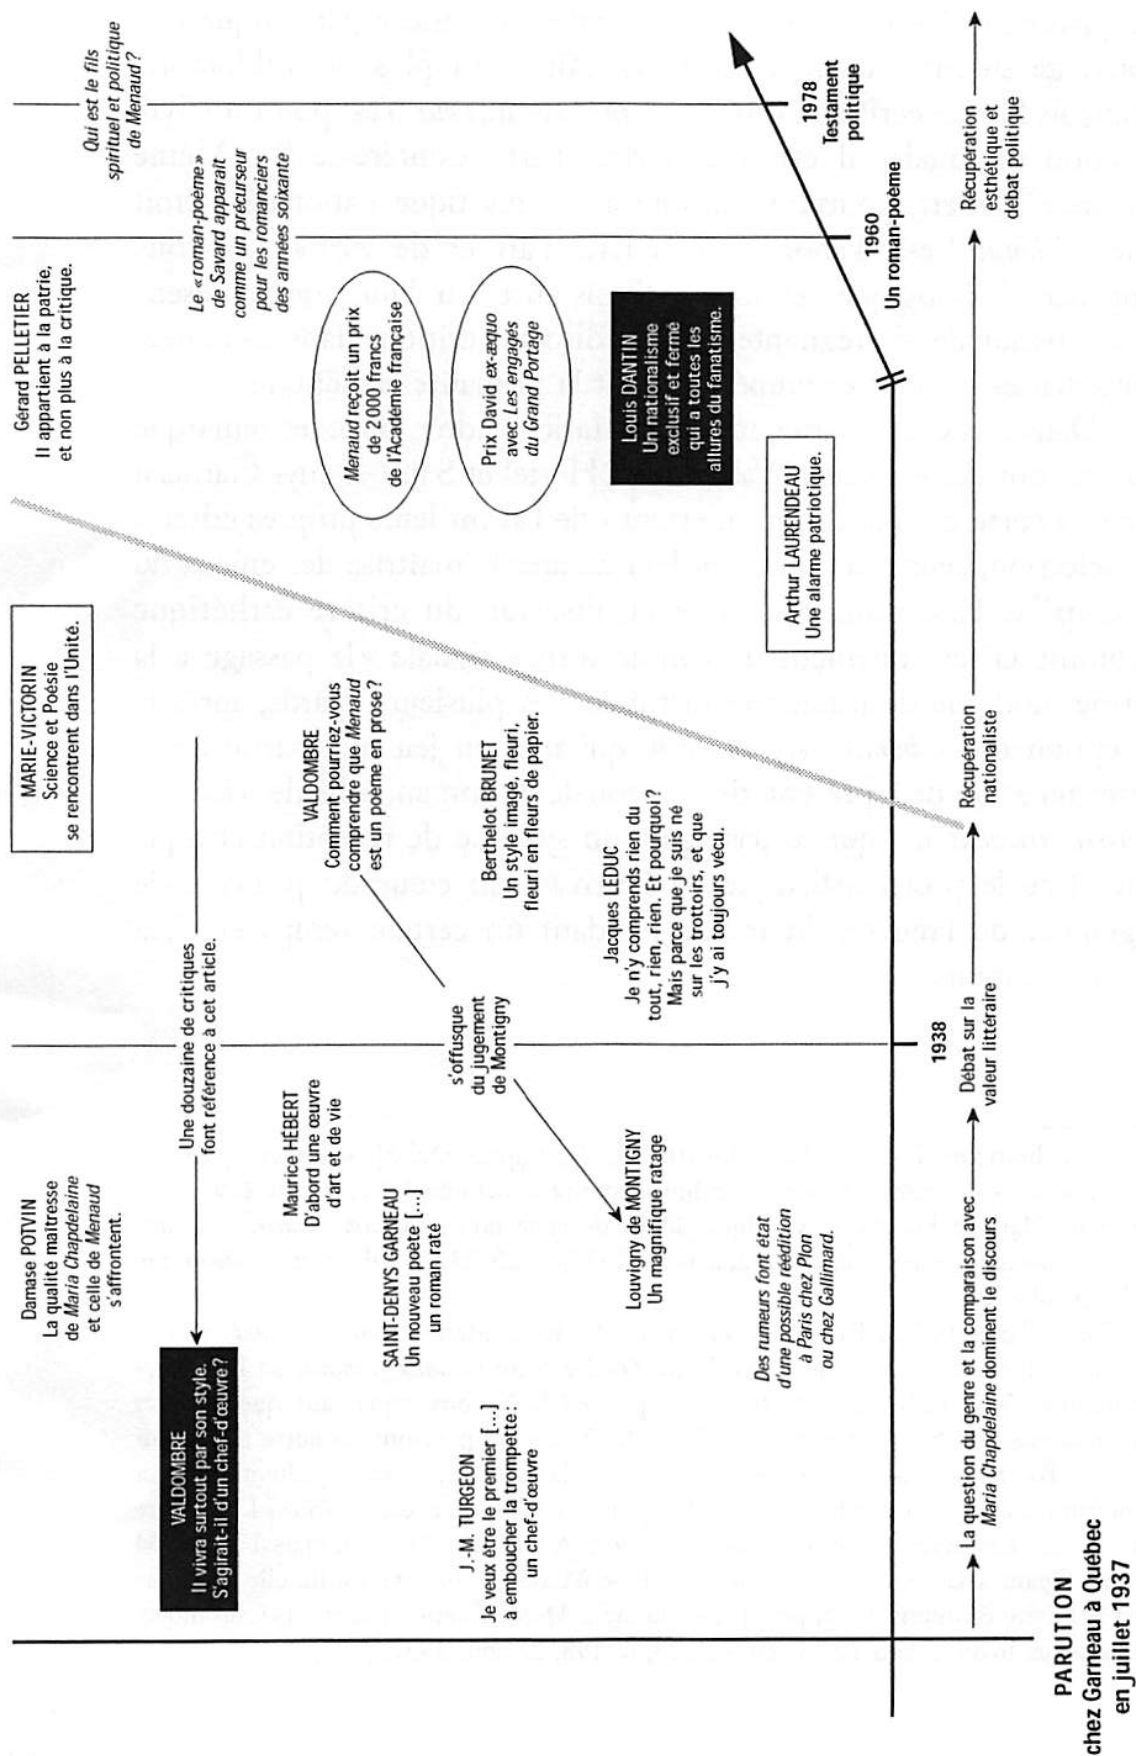 Damase POTVIN
La qualité maîtresse
de Maria Chapdelaine
et celle de Menaud
s'affrontent.
MARIE-VICTORIN
Science et Poésie
se rencontrent dans l'Unité.
Gérard PELLETIER
Il appartient à la patrie,
et non plus à la critique.
Qui est le fils
spirituel et politique
de Menaud?
VALDOMBRE
Il vivra surtout par son style.
S'agirait-il d'un chef-d'œuvre?
Une douzaine de critiques
font référence à cet article.
Le «roman-poème»
de Savard apparaît
comme un précurseur
pour les romanciers
des années soixante
Maurice HÉBERT
D'abord une œuvre
d'art et de vie
VALDOMBRE
Comment pourriez-vous
comprendre que Menaud
est un poème en prose?
Menaud reçoit un prix
de 2 000 francs
de l'Académie française
SAINT-DENYS GARNEAU
Un nouveau poète [...]
un roman raté
s'offusque
du jugement
de Montigny
Berthelot BRUNET
Un style imagé, fleuri,
fleuri en fleurs de papier.
Prix David ex-æquo
avec Les engagés
du Grand Portage
J.-M. TURGEON
Je veux être le premier [...]
à emboucher la trompette:
un chef-d'œuvre
Louvigny de MONTIGNY
Un magnifique ratage
Jacques LEDUC
Je n'y comprends rien du
tout, rien, rien. Et pourquoi?
Mais parce que je suis né
sur les trottoirs, et que
j'y ai toujours vécu.
Louis DANTIN
Un nationalisme
exclusif et fermé
qui a toutes les
allures du fanatisme.
Des rumeurs font état
d'une possible réédition
à Paris chez Plon
ou chez Gallimard.
Arthur LAURENDEAU
Une alarme patriotique.
1938
1960
Un roman-poème
1978
Testament
politique
La question du genre et la comparaison avec
Maria Chapdelaine dominent le discours
Débat sur la
valeur littéraire
Récupération
nationaliste
Récupération
esthétique et
débat politique
PARUTION
chez Garneau à Québec
en juillet 1937